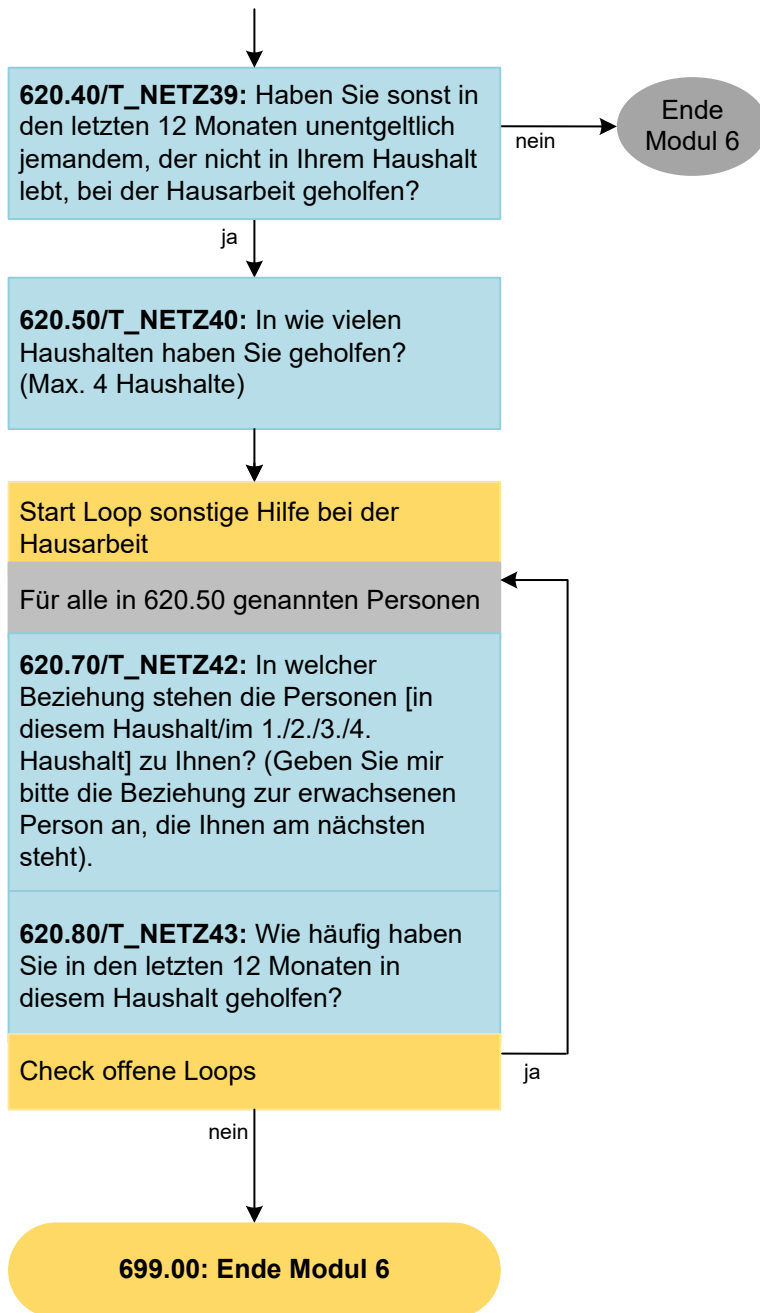 620.40/T_NETZ39: Haben Sie sonst in
den letzten 12 Monaten unentgeltlich
jemandem, der nicht in Ihrem Haushalt
lebt, bei der Hausarbeit geholfen?
nein
Ende
Modul 6
ja
620.50/T_NETZ40: In wie vielen
Haushalten haben Sie geholfen?
(Max. 4 Haushalte)
Start Loop sonstige Hilfe bei der
Hausarbeit
Für alle in 620.50 genannten Personen
620.70/T_NETZ42: In welcher
Beziehung stehen die Personen [in
diesem Haushalt/im 1./2./3./4.
Haushalt] zu Ihnen? (Geben Sie mir
bitte die Beziehung zur erwachsenen
Person an, die Ihnen am nächsten
steht).
620.80/T_NETZ43: Wie häufig haben
Sie in den letzten 12 Monaten in
diesem Haushalt geholfen?
Check offene Loops
ja
nein
699.00: Ende Modul 6